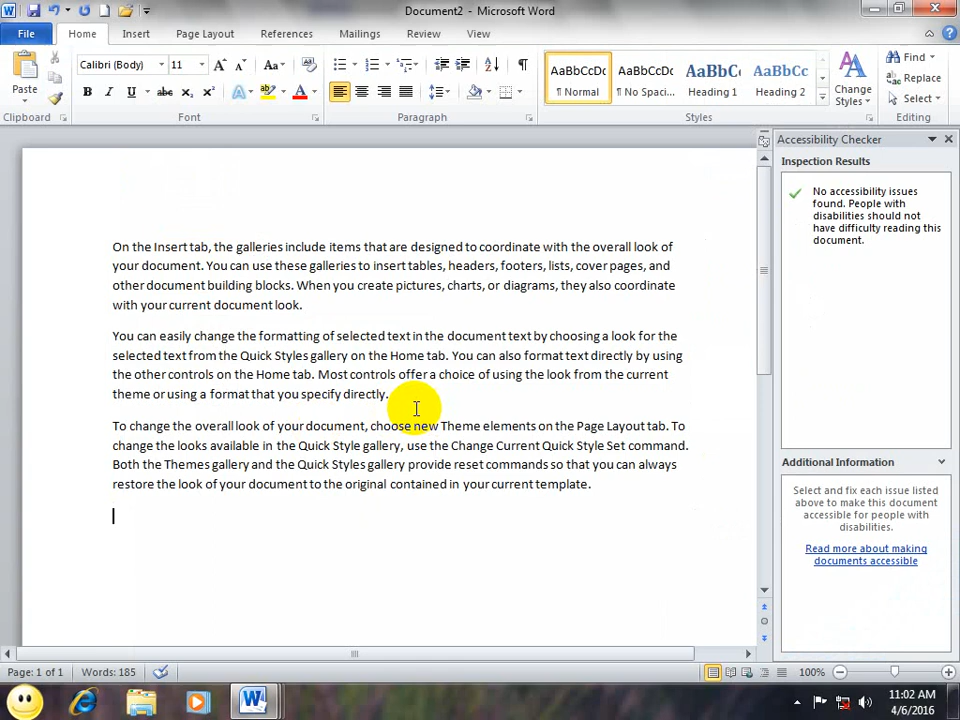 Document2 - Microsoft Word
File Home Insert Page Layout References Mailings Review View
Calibri (Body) 11 Aa
Paste
B I U abc X₂ X² A ab A
AaBbCcDc AaBbCcDc AaBbC AaBbCc
¶ Normal ¶ No Spaci... Heading 1 Heading 2
Change Styles
Find
Replace
Select
Clipboard Font Paragraph Styles Editing
On the Insert tab, the galleries include items that are designed to coordinate with the overall look of
your document. You can use these galleries to insert tables, headers, footers, lists, cover pages, and
other document building blocks. When you create pictures, charts, or diagrams, they also coordinate
with your current document look.
You can easily change the formatting of selected text in the document text by choosing a look for the
selected text from the Quick Styles gallery on the Home tab. You can also format text directly by using
the other controls on the Home tab. Most controls offer a choice of using the look from the current
theme or using a format that you specify directly.
To change the overall look of your document, choose new Theme elements on the Page Layout tab. To
change the looks available in the Quick Style gallery, use the Change Current Quick Style Set command.
Both the Themes gallery and the Quick Styles gallery provide reset commands so that you can always
restore the look of your document to the original contained in your current template.
Accessibility Checker
Inspection Results
No accessibility issues
found. People with
disabilities should not
have difficulty reading this
document.
Additional Information
Select and fix each issue listed
above to make this document
accessible for people with
disabilities.
Read more about making
documents accessible
Page: 1 of 1 Words: 185 100%
11:02 AM
4/6/2016